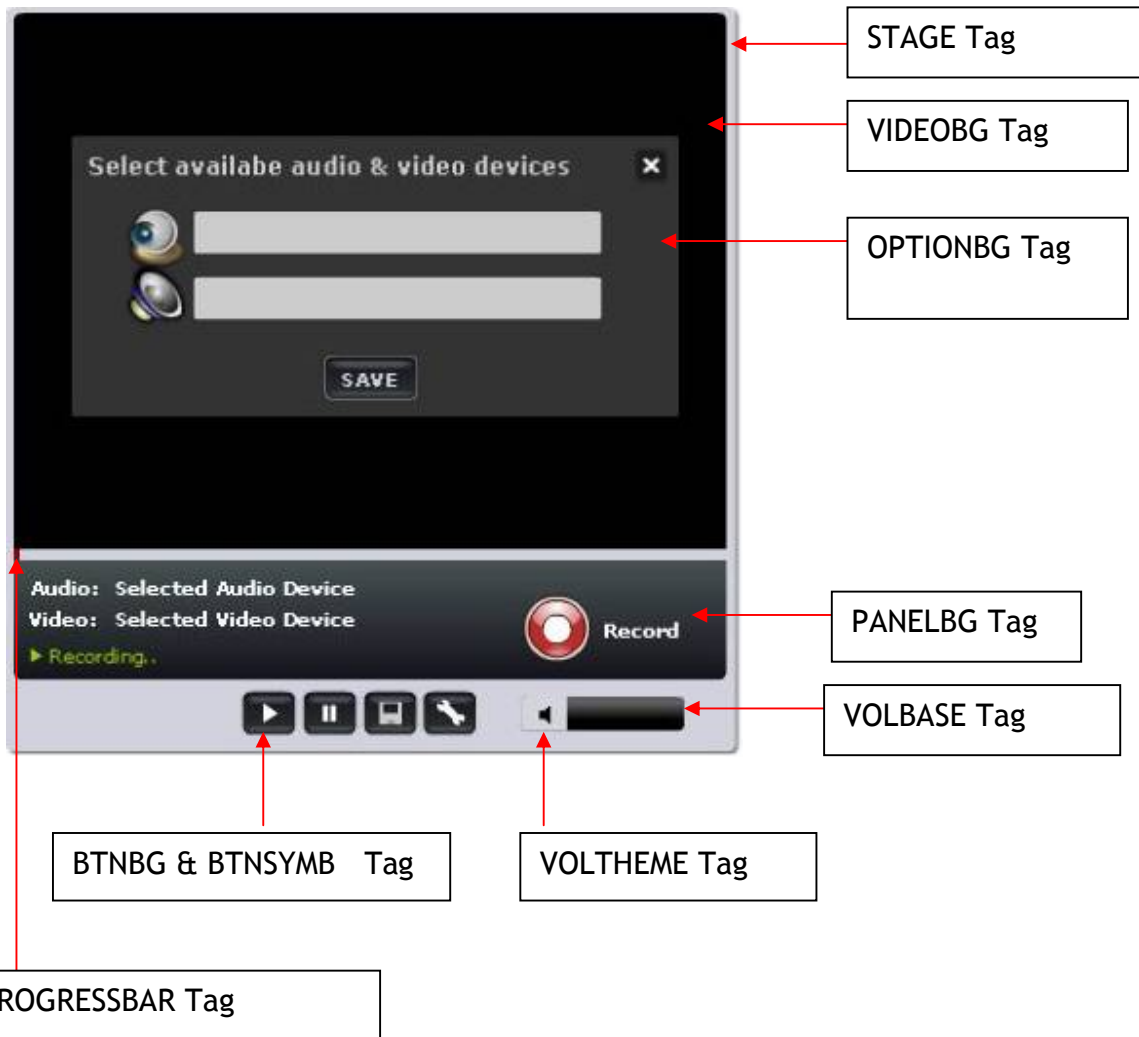 STAGE Tag
VIDEOBG Tag
Select availabe audio & video devices
OPTIONBG Tag
SAVE
Audio: Selected Audio Device
Video: Selected Video Device
Record
Recording..
PANELBG Tag
VOLBASE Tag
BTNBG & BTNSYMB Tag
VOLTHEME Tag
ROGRESSBAR Tag